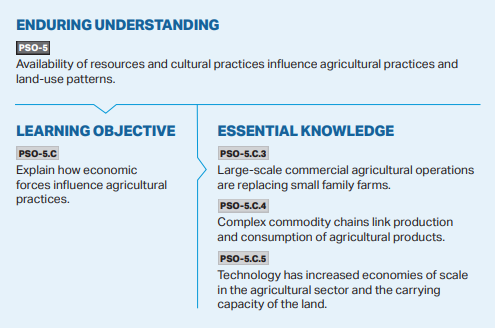 ENDURING UNDERSTANDING
PSO-5
Availability of resources and cultural practices influence agricultural practices and
land-use patterns.
LEARNING OBJECTIVE
PSO-5.C
Explain how economic
forces influence agricultural
practices.
ESSENTIAL KNOWLEDGE
PSO-5.C.3
Large-scale commercial agricultural operations
are replacing small family farms.
PSO-5.C.4
Complex commodity chains link production
and consumption of agricultural products.
PSO-5.C.5
Technology has increased economies of scale
in the agricultural sector and the carrying
capacity of the land.